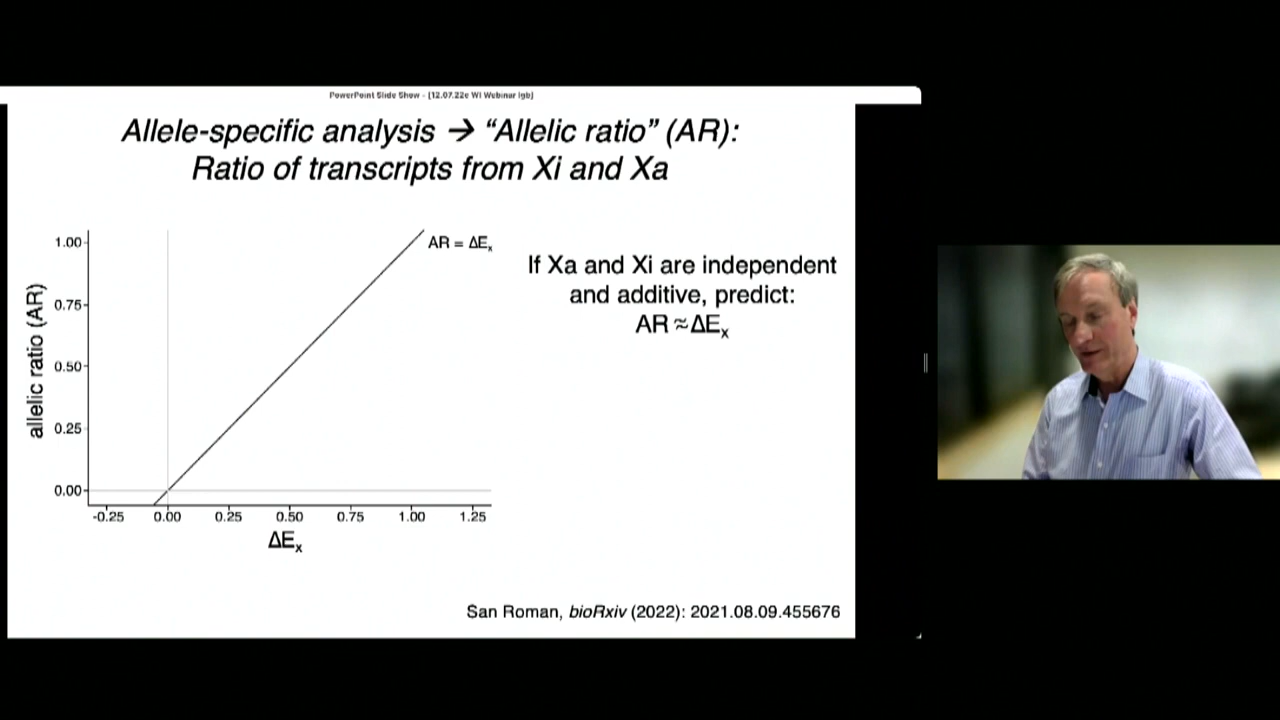 PowerPoint Slide Show - [12.07.22e WI Webinar lgb]
Allele-specific analysis → “Allelic ratio” (AR):
Ratio of transcripts from Xi and Xa
allelic ratio (AR)
1.00
0.75
0.50
0.25
0.00
AR = ΔEx
-0.25 0.00 0.25 0.50 0.75 1.00 1.25
ΔEx
If Xa and Xi are independent
and additive, predict:
AR ≈ ΔEx
San Roman, bioRxiv (2022): 2021.08.09.455676